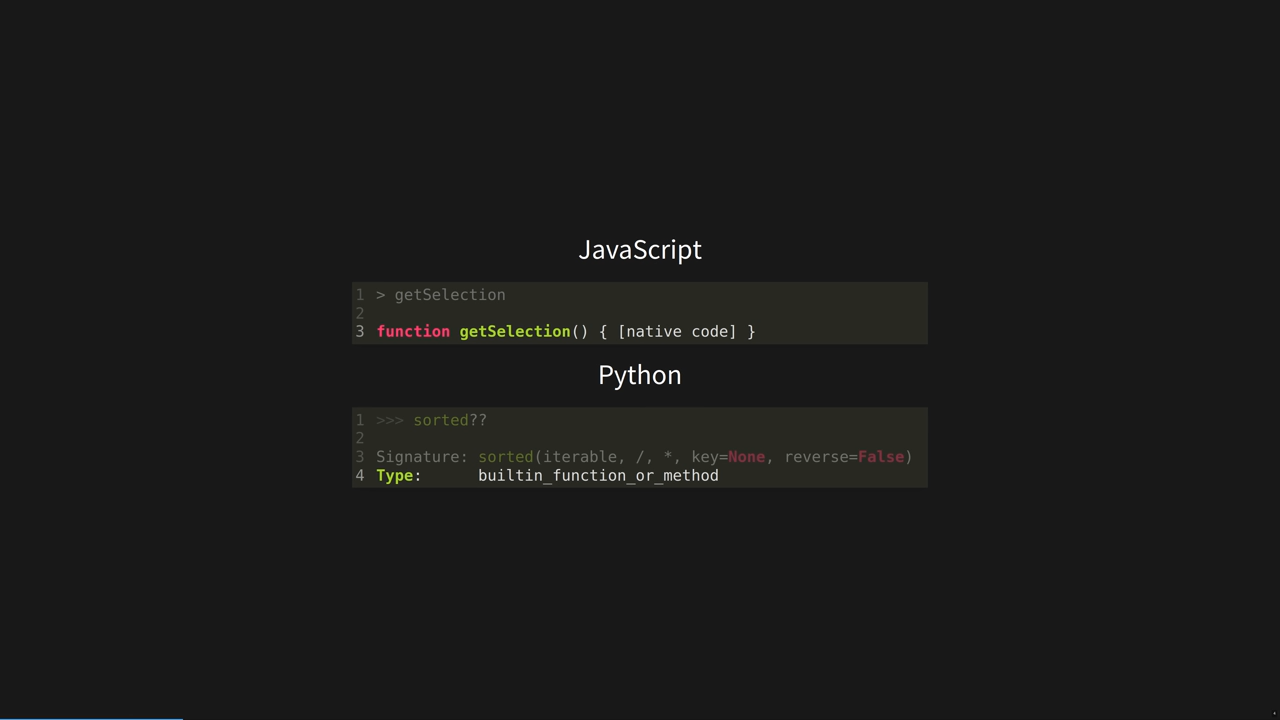 JavaScript
1 > getSelection
2
3 function getSelection() { [native code] }
Python
1 >>> sorted??
2
3 Signature: sorted(iterable, /, *, key=None, reverse=False)
4 Type:      builtin_function_or_method